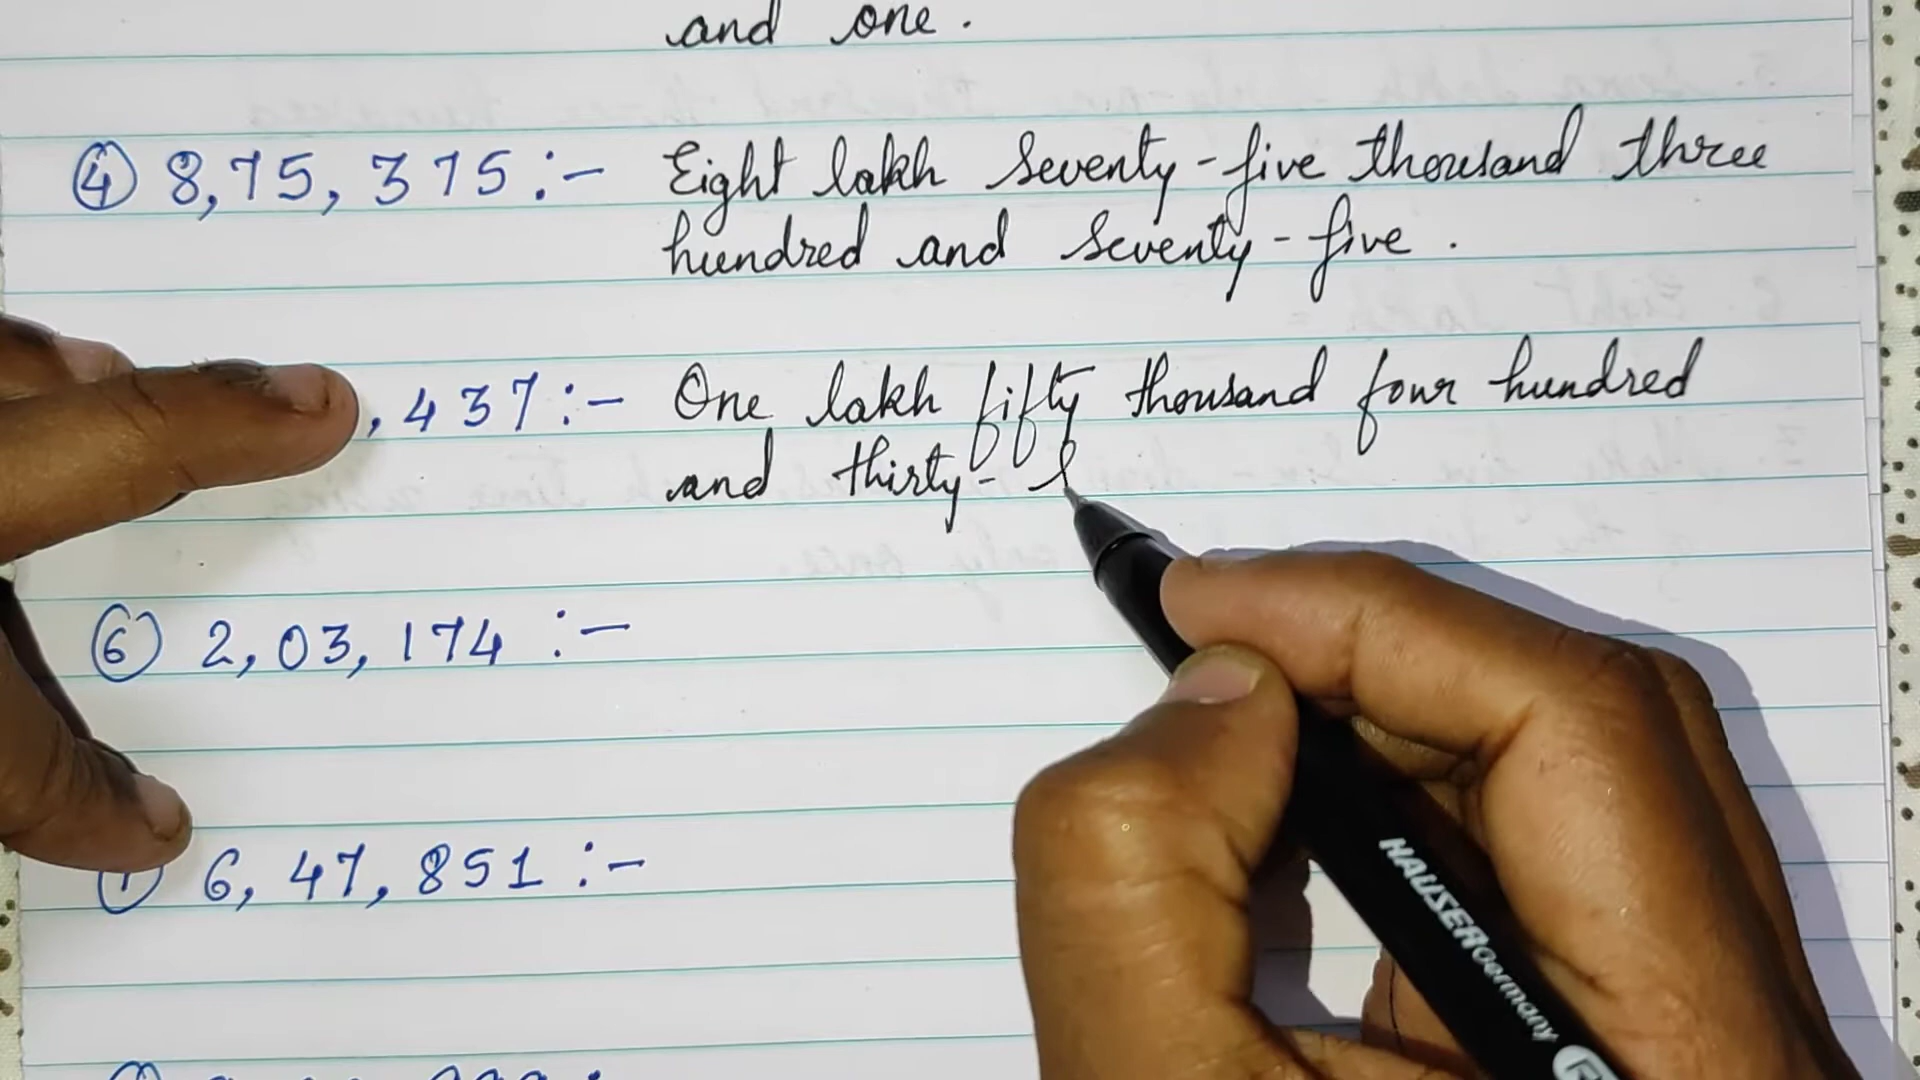 and one.
④ 8,75,375:- Eight lakh seventy-five thousand three
hundred and seventy-five.
,437:- One lakh fifty thousand four hundred
and thirty-s
⑥ 2,03,174:-
6,47,851:-
HAUSER Germany